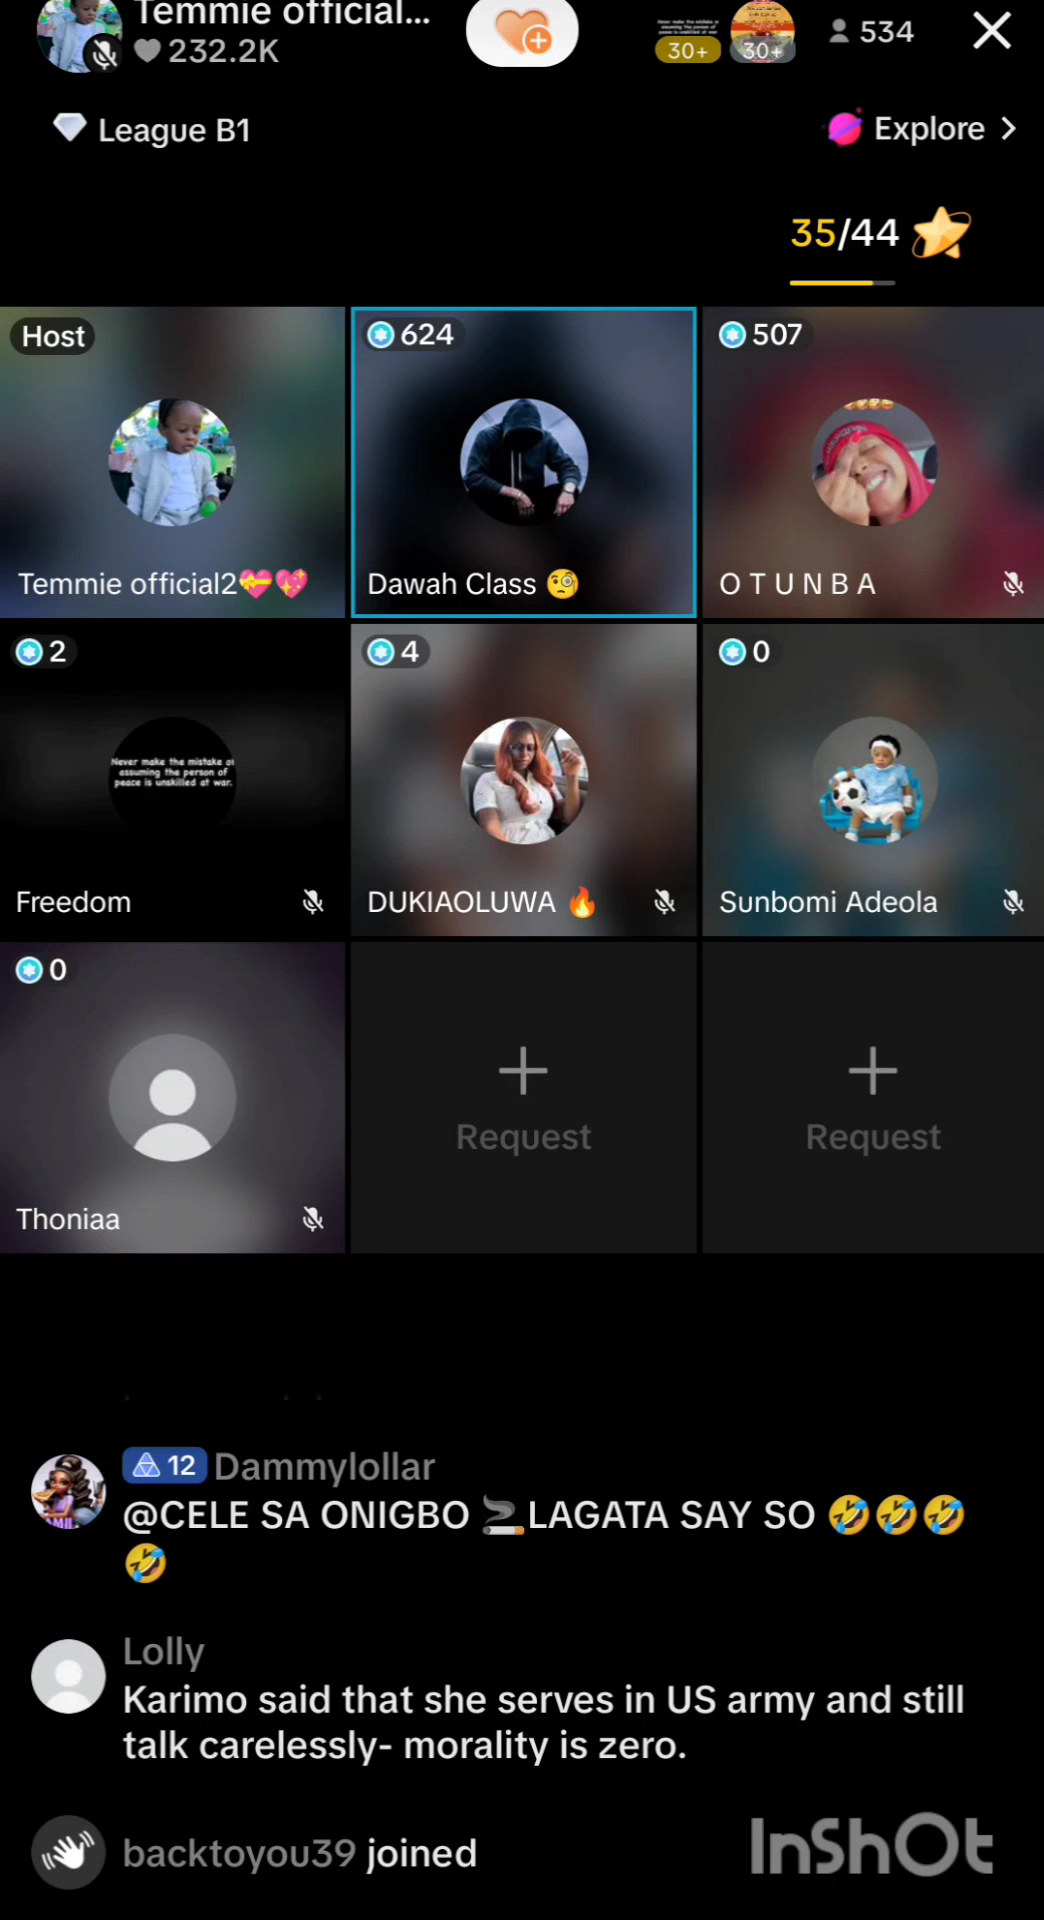 Temmie official...
232.2K
30+
30+
534
League B1
Explore
35/44
Host
624
507
Temmie official2💝💖
Dawah Class 🧐
O T U N B A
2
4
0
Never make the mistake of
assuming the person of
peace is unskilled at war.
Freedom
DUKIAOLUWA 🔥
Sunbomi Adeola
0
Thoniaa
Request
Request
12 Dammylollar
@CELE SA ONIGBO 🚬LAGATA SAY SO 🤣🤣🤣
🤣
Lolly
Karimo said that she serves in US army and still
talk carelessly- morality is zero.
backtoyou39 joined
InShOt